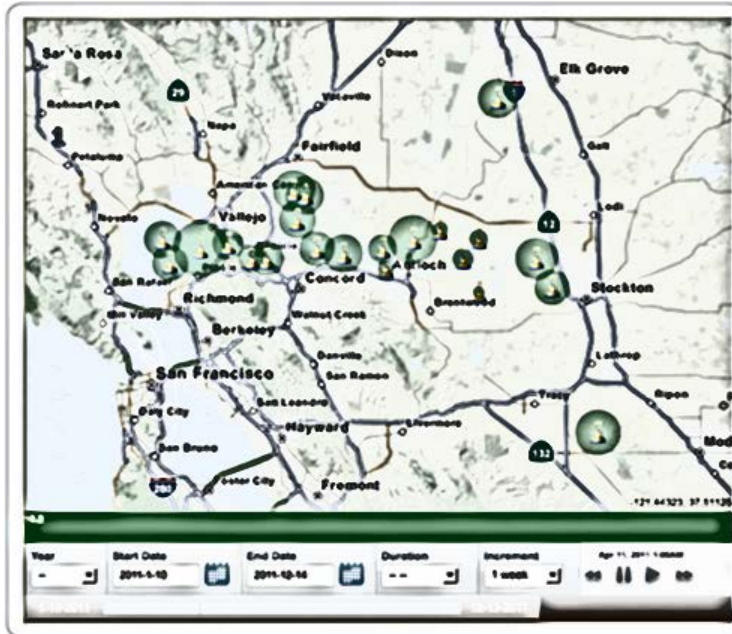 Santa Rosa
Dixon
Elk Grove
29
Rohnert Park
Vacaville
Napa
Petaluma
Fairfield
Galt
American Canyon
Lodi
Vallejo
Novato
12
San Rafael
Concord
Antioch
Richmond
Stockton
Mill Valley
Brentwood
Walnut Creek
Berkeley
Danville
Lathrop
San Francisco
San Ramon
Ripon
Daly City
San Leandro
Tracy
Hayward
Livermore
San Bruno
132
Foster City
Fremont
Year
Start Date
End Date
Duration
Increment
2011-1-10
2011-12-14
- -
1 week